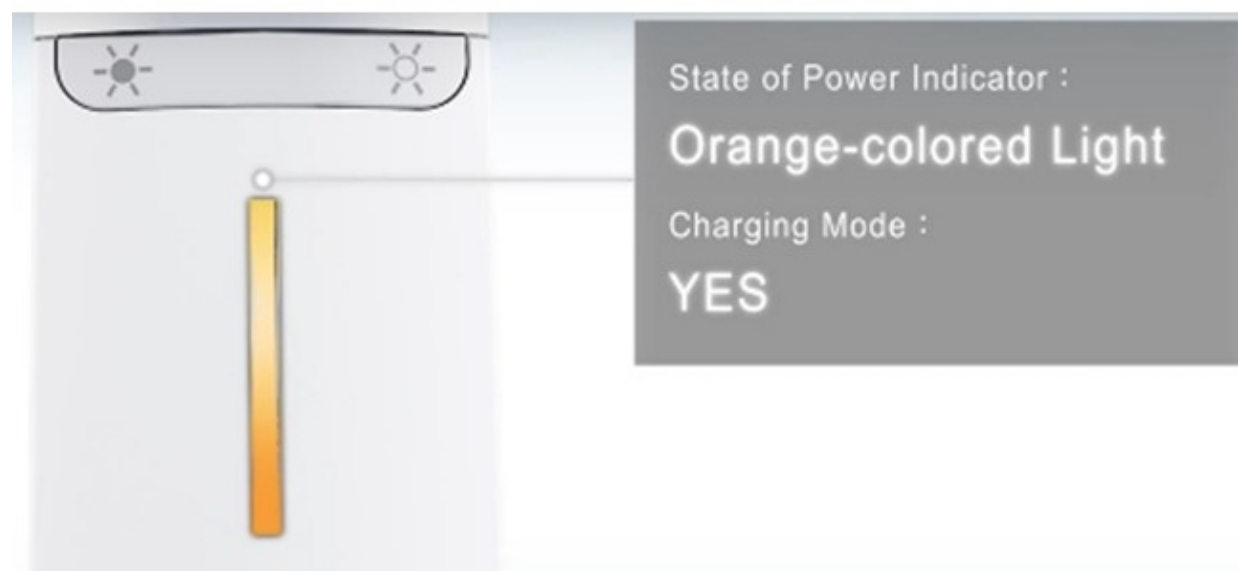 State of Power Indicator :
Orange-colored Light
Charging Mode :
YES